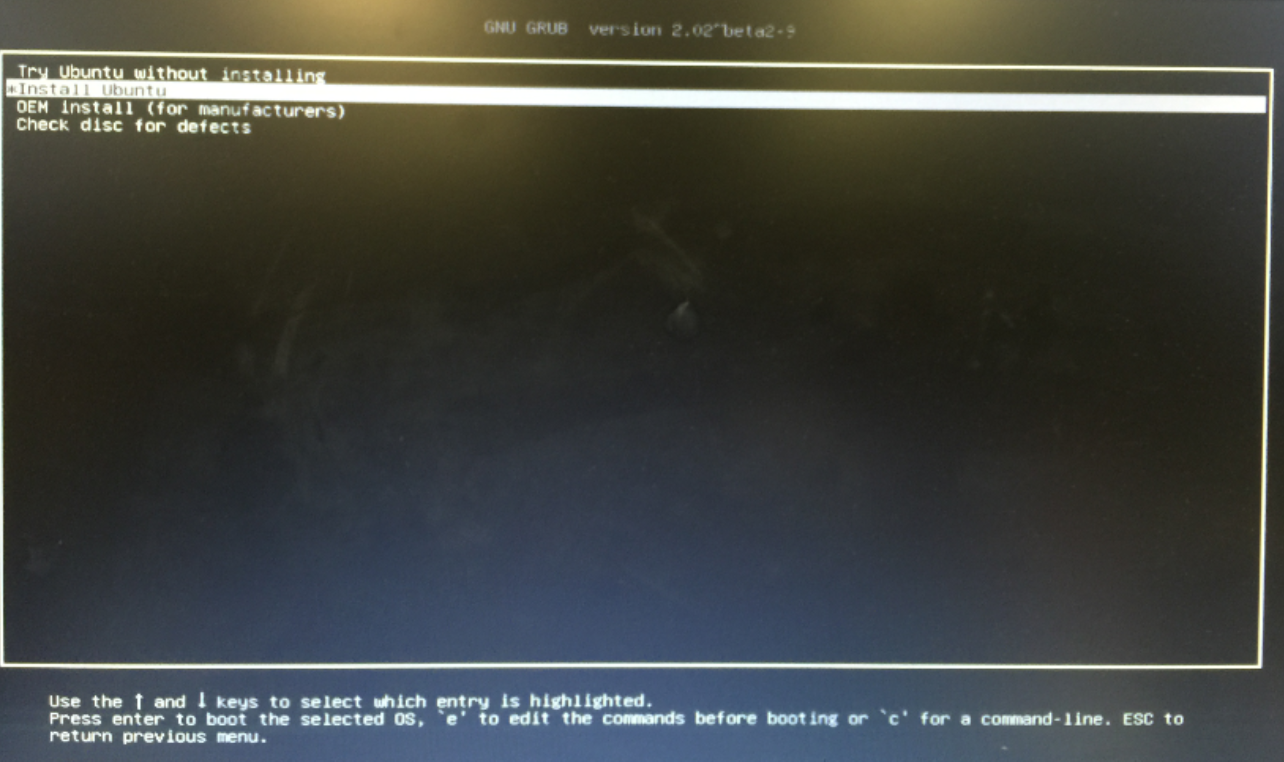 GNU GRUB version 2.02~beta2-9
Try Ubuntu without installing
*Install Ubuntu
OEM install (for manufacturers)
Check disc for defects
Use the ↑ and ↓ keys to select which entry is highlighted.
Press enter to boot the selected OS, `e' to edit the commands before booting or `c' for a command-line. ESC to
return previous menu.